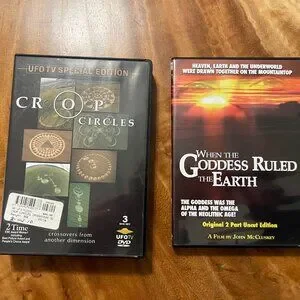 UFOTV SPECIAL EDITION
CROP
CIRCLES
2 Time
3
crossovers from
another dimension
UFOTV
DVD
HEAVEN, EARTH AND THE UNDERWORLD
WERE DRAWN TOGETHER ON THE MOUNTAINTOP
WHEN THE
GODDESS RULED
THE EARTH
THE GODDESS WAS THE
ALPHA AND THE OMEGA
OF THE NEOLITHIC AGE!
Original 2 Part Uncut Edition
A FILM BY JOHN MCCLUSKEY